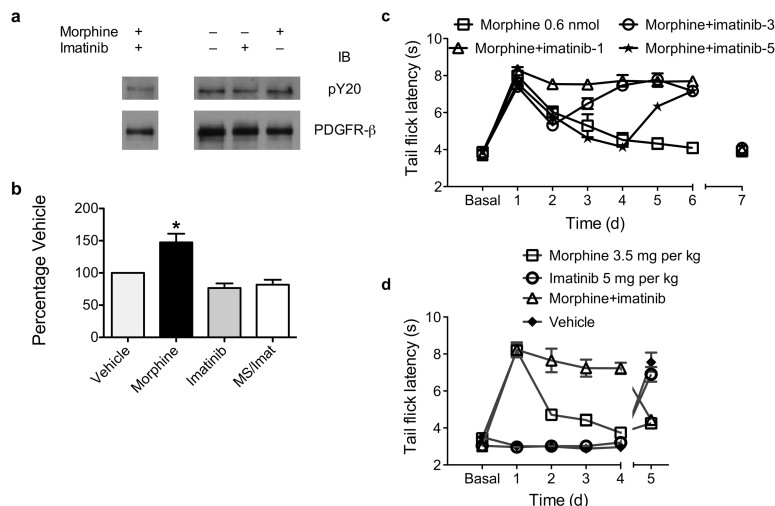 a
Morphine + – – +
Imatinib + – + –
IB
pY20
PDGFR-β
b
Percentage Vehicle
200
150
100
50
0
*
Vehicle
Morphine
Imatinib
MS/Imat
c
Morphine 0.6 nmol
Morphine+imatinib-3
Morphine+imatinib-1
Morphine+imatinib-5
Tail flick latency (s)
10
8
6
4
2
Basal 1 2 3 4 5 6 7
Time (d)
Morphine 3.5 mg per kg
Imatinib 5 mg per kg
d
Morphine+imatinib
Vehicle
Tail flick latency (s)
10
8
6
4
2
Basal 1 2 3 4 5
Time (d)